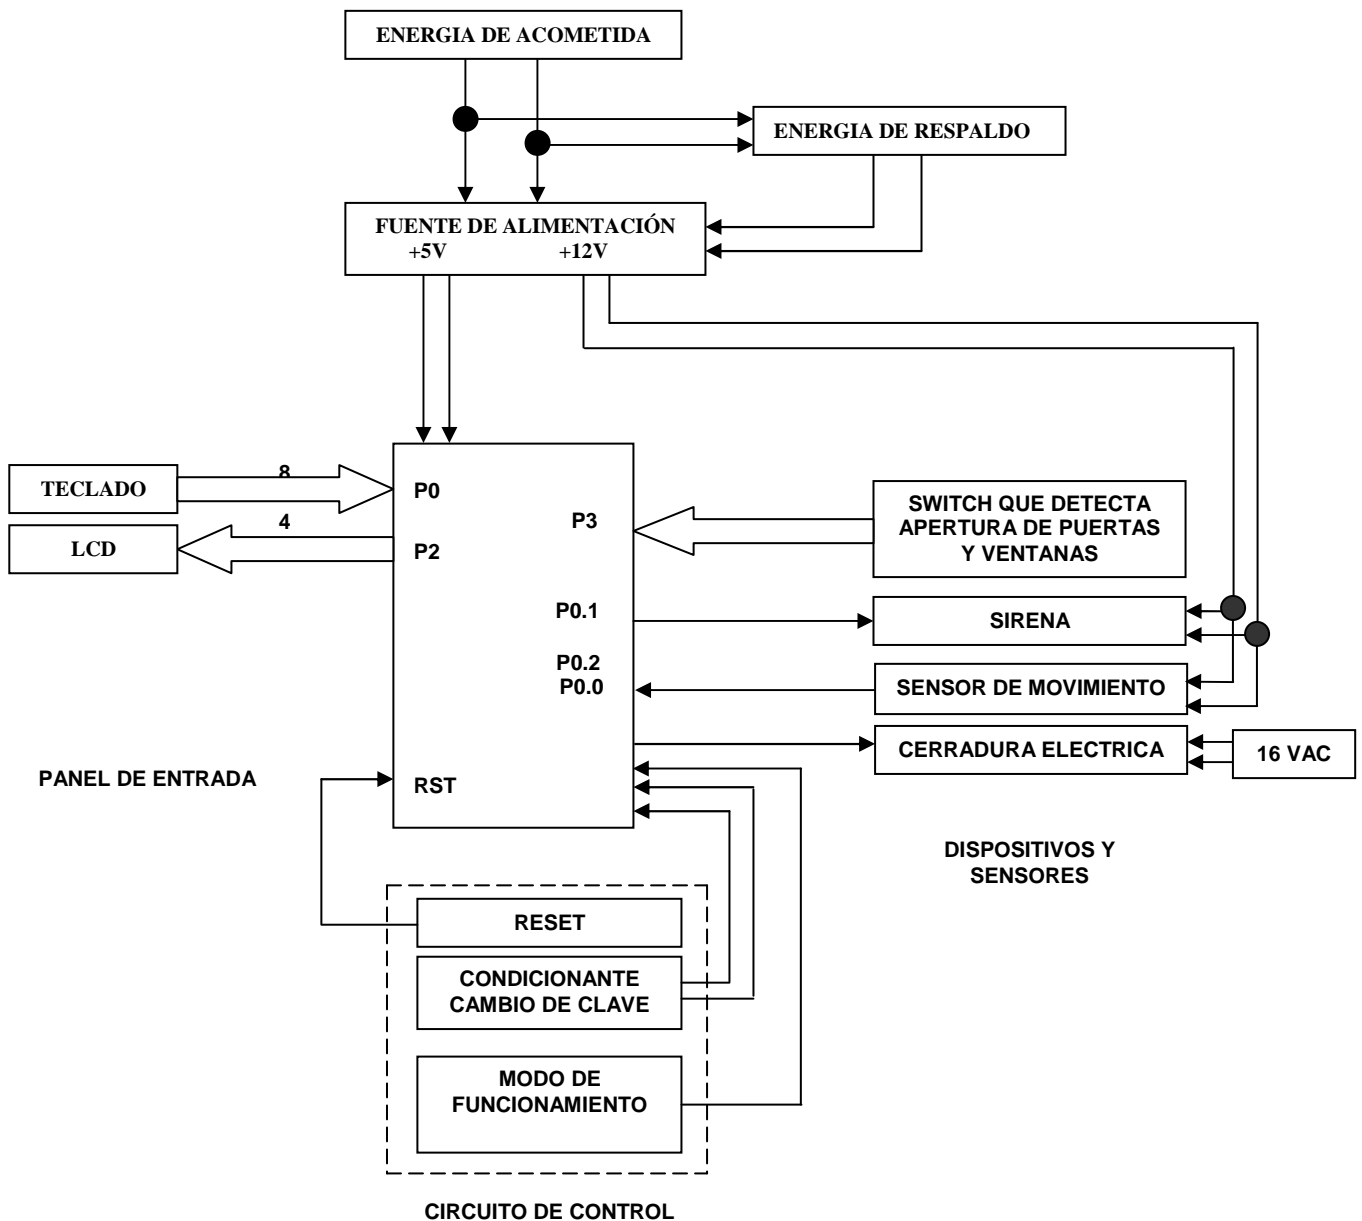 ENERGIA DE ACOMETIDA
ENERGIA DE RESPALDO
FUENTE DE ALIMENTACIÓN
+5V +12V
8
TECLADO
P0
4
LCD
P2
P3
SWITCH QUE DETECTA
APERTURA DE PUERTAS
Y VENTANAS
P0.1
SIRENA
P0.2
P0.0
SENSOR DE MOVIMIENTO
CERRADURA ELECTRICA
16 VAC
PANEL DE ENTRADA
RST
DISPOSITIVOS Y
SENSORES
RESET
CONDICIONANTE
CAMBIO DE CLAVE
MODO DE
FUNCIONAMIENTO
CIRCUITO DE CONTROL